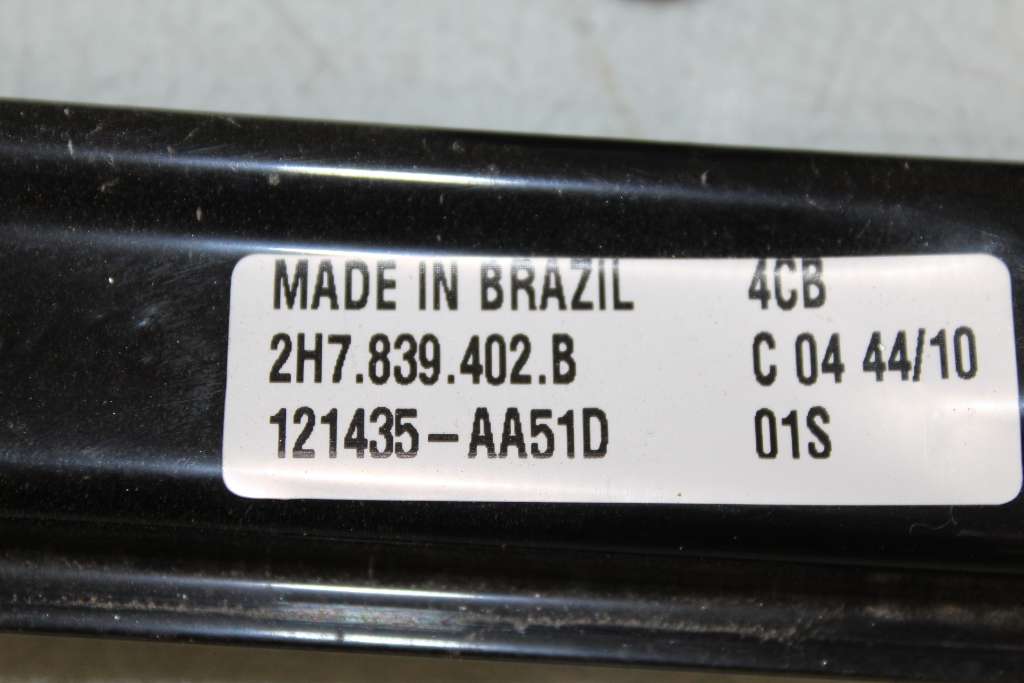 MADE IN BRAZIL 4CB
2H7.839.402.B C 04 44/10
121435-AA51D 01S